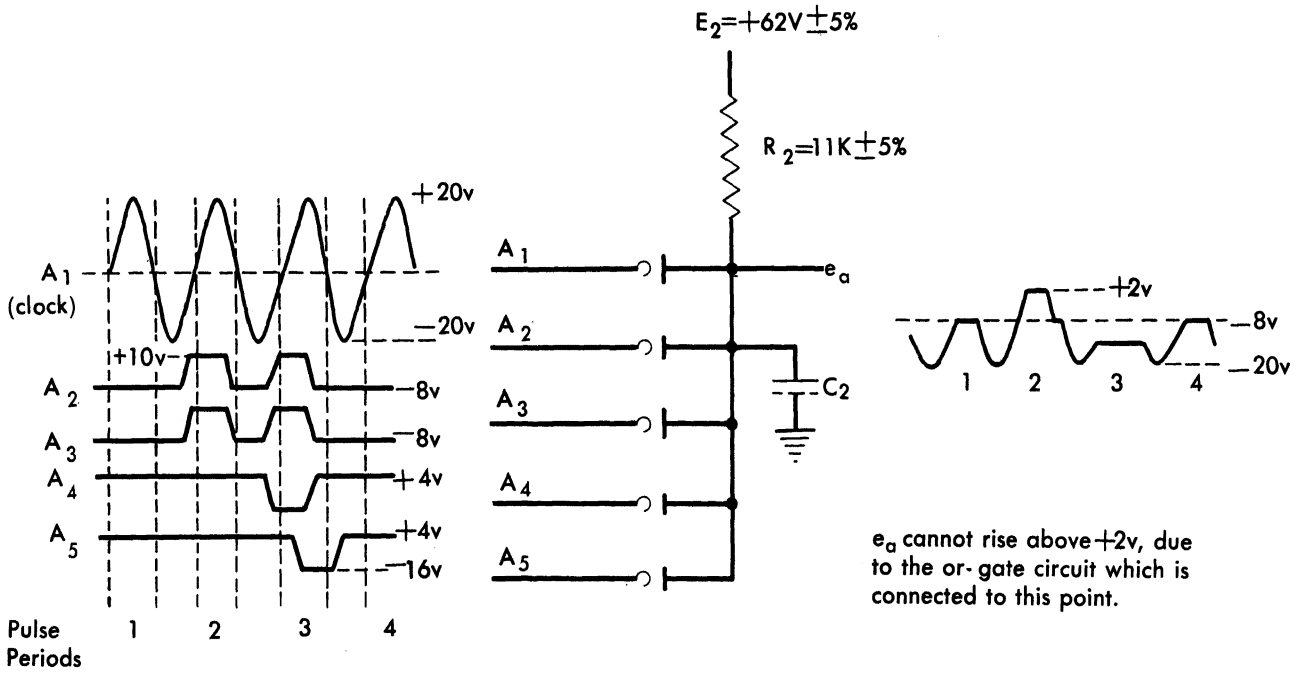 E2=+62V±5%
R2=11K±5%
+20v
A1
(clock)
−20v
+10v
A2
−8v
A3
−8v
A4
+4v
A5
+4v
−16v
Pulse
Periods
1 2 3 4
A1
ea
A2
C2
A3
A4
A5
+2v
−8v
−20v
1 2 3 4
ea cannot rise above +2v, due
to the or-gate circuit which is
connected to this point.